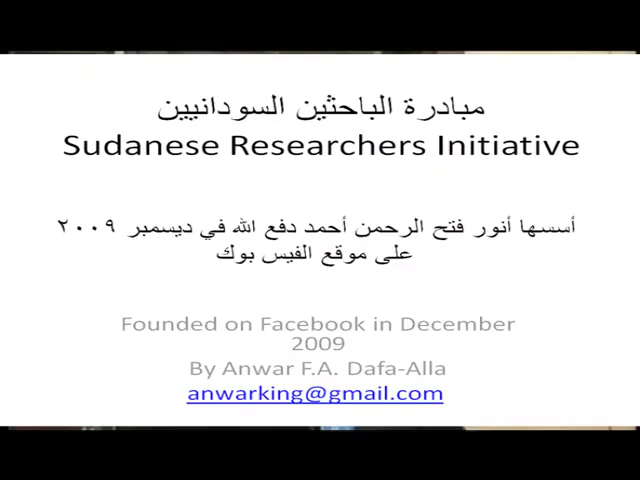 مبادرة الباحثين السودانيين
Sudanese Researchers Initiative
أسسها أنور فتح الرحمن أحمد دفع الله في ديسمبر ٢٠٠٩
على موقع الفيس بوك
Founded on Facebook in December
2009
By Anwar F.A. Dafa-Alla
anwarking@gmail.com